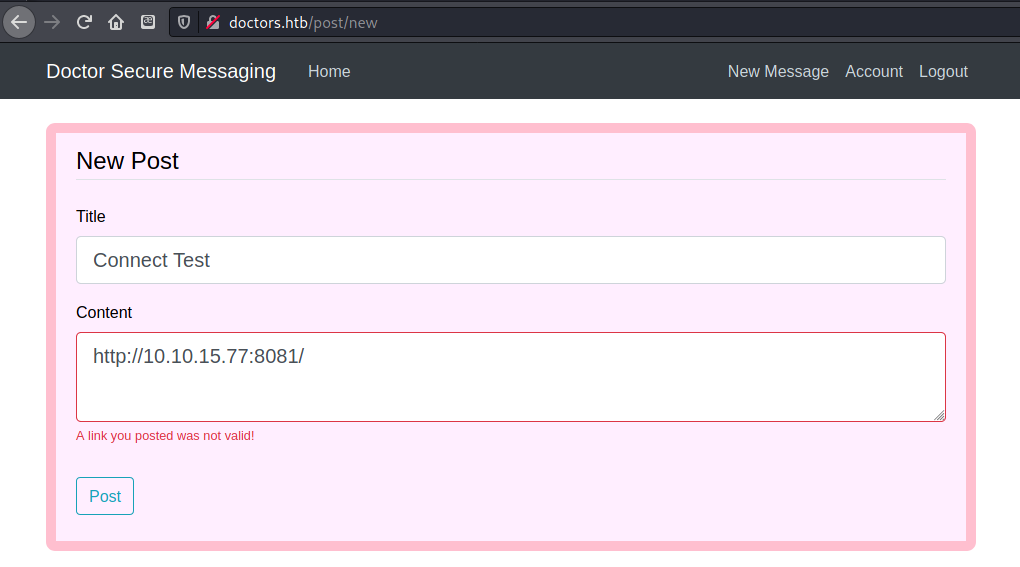 doctors.htb/post/new
Doctor Secure Messaging Home New Message Account Logout
New Post
Title
Connect Test
Content
http://10.10.15.77:8081/
A link you posted was not valid!
Post